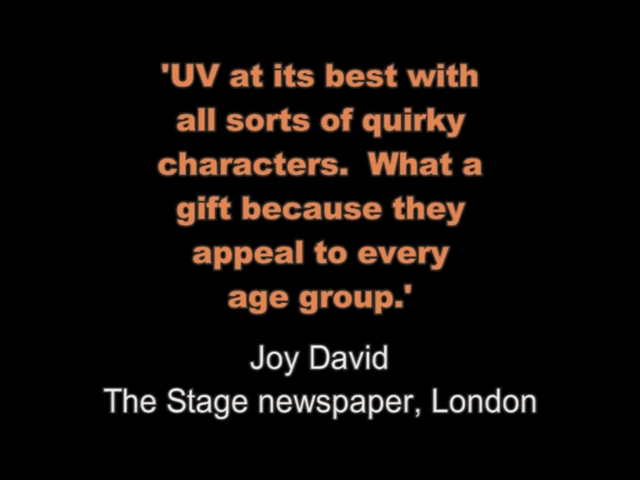 'UV at its best with
all sorts of quirky
characters.  What a
gift because they
appeal to every
age group.'
Joy David
The Stage newspaper, London